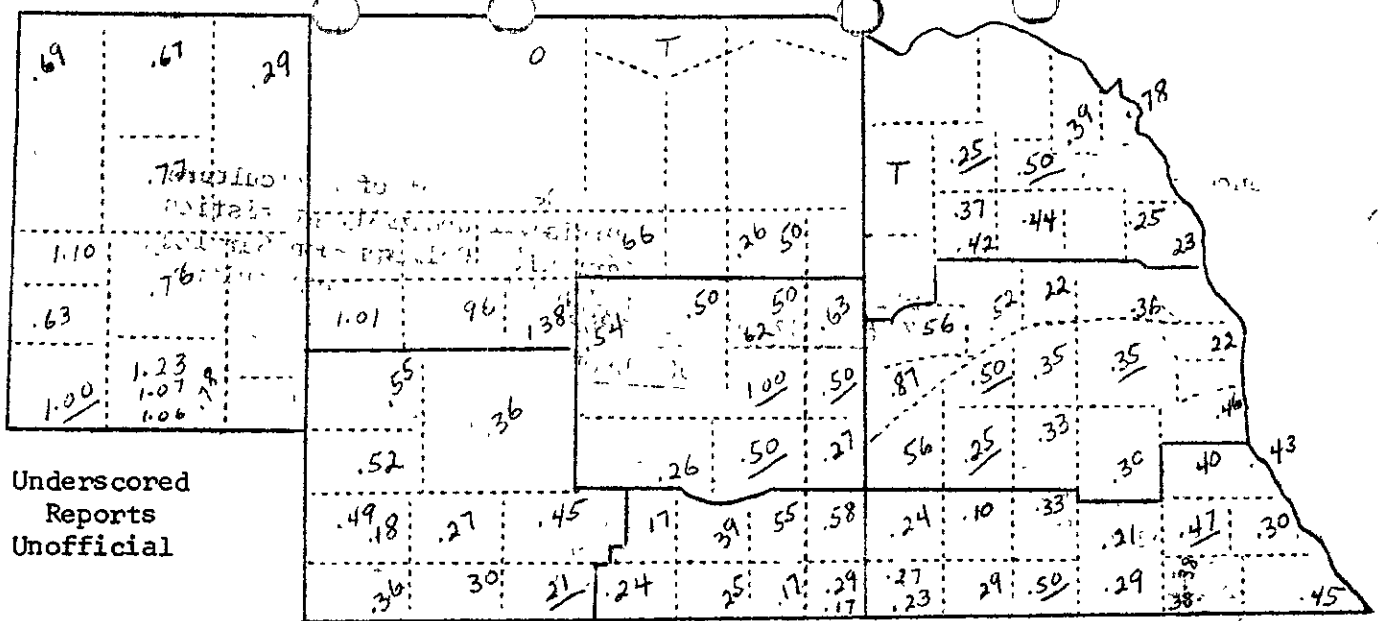 .69 .67 .29 O T
.39 .78
T .25 .50
.37 .44 .25
.42 23
1.10 .76 66 .26 50
.63 1.01 96 1.38 .54 .50 50 .63
62
56 .52 22 .36
1.00 1.23 .78
1.07
1.06
.55 .36 1.00 .50 .87 .50 .35 .35 22
.46
.52 .26 .50 .27 56 .25 .33 .30 40 .43
Underscored
Reports
Unofficial
.49 .18 .27 .45 17 39 55 .58 .24 .10 .33 .21 .47 .30
.36 30 21 .24 25 .17 .29 .27 29 .50 .29 .38 .45
.17 .23 38